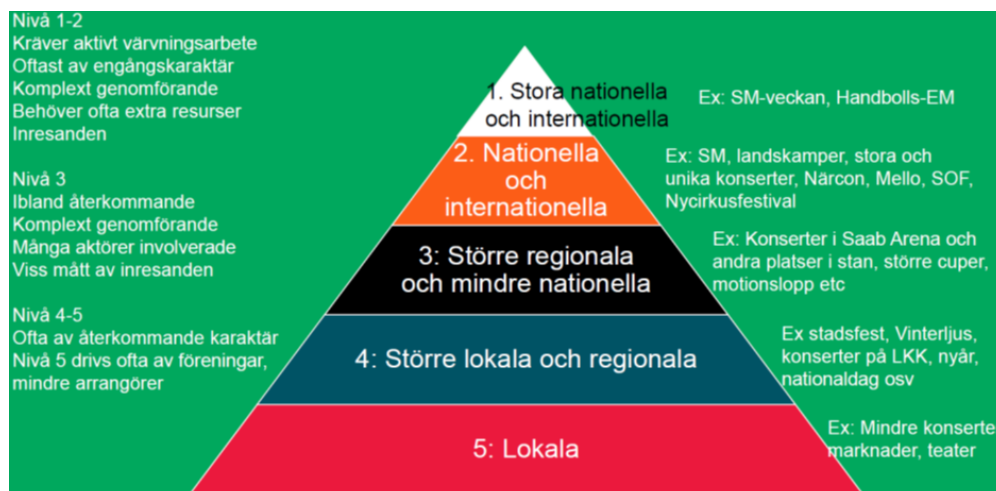 Nivå 1-2
Kräver aktivt värvningsarbete
Oftast av engångskaraktär
Komplext genomförande
Behöver ofta extra resurser
Inresanden
Nivå 3
Ibland återkommande
Komplext genomförande
Många aktörer involverade
Viss mått av inresanden
Nivå 4-5
Ofta av återkommande karaktär
Nivå 5 drivs ofta av föreningar,
mindre arrangörer
1. Stora nationella
och internationella
2. Nationella
och
internationella
3: Större regionala
och mindre nationella
4: Större lokala och regionala
5: Lokala
Ex: SM-veckan, Handbolls-EM
Ex: SM, landskamper, stora och
unika konserter, Närcon, Mello, SOF,
Nycirkusfestival
Ex: Konserter i Saab Arena och
andra platser i stan, större cuper,
motionslopp etc
Ex stadsfest, Vinterljus,
konserter på LKK, nyår,
nationaldag osv
Ex: Mindre konserte
marknader, teater